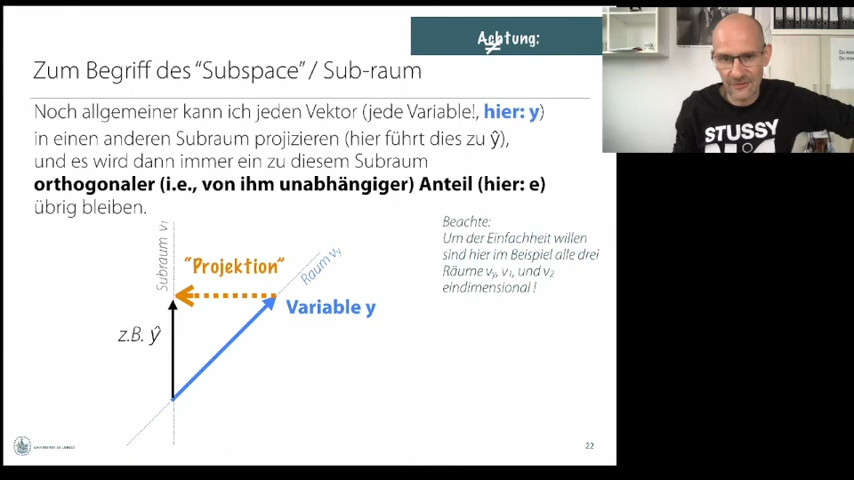 Achtung:
Zum Begriff des "Subspace" / Sub-raum
Noch allgemeiner kann ich jeden Vektor (jede Variable!, hier: y)
in einen anderen Subraum projizieren (hier führt dies zu ŷ),
und es wird dann immer ein zu diesem Subraum
orthogonaler (i.e., von ihm unabhängiger) Anteil (hier: e)
übrig bleiben.
Beachte:
Um der Einfachheit willen
sind hier im Beispiel alle drei
Räume vy, v1, und v2
eindimensional !
Subraum v1
"Projektion"
Raum vy
Variable y
z.B. ŷ
22
STUSSY